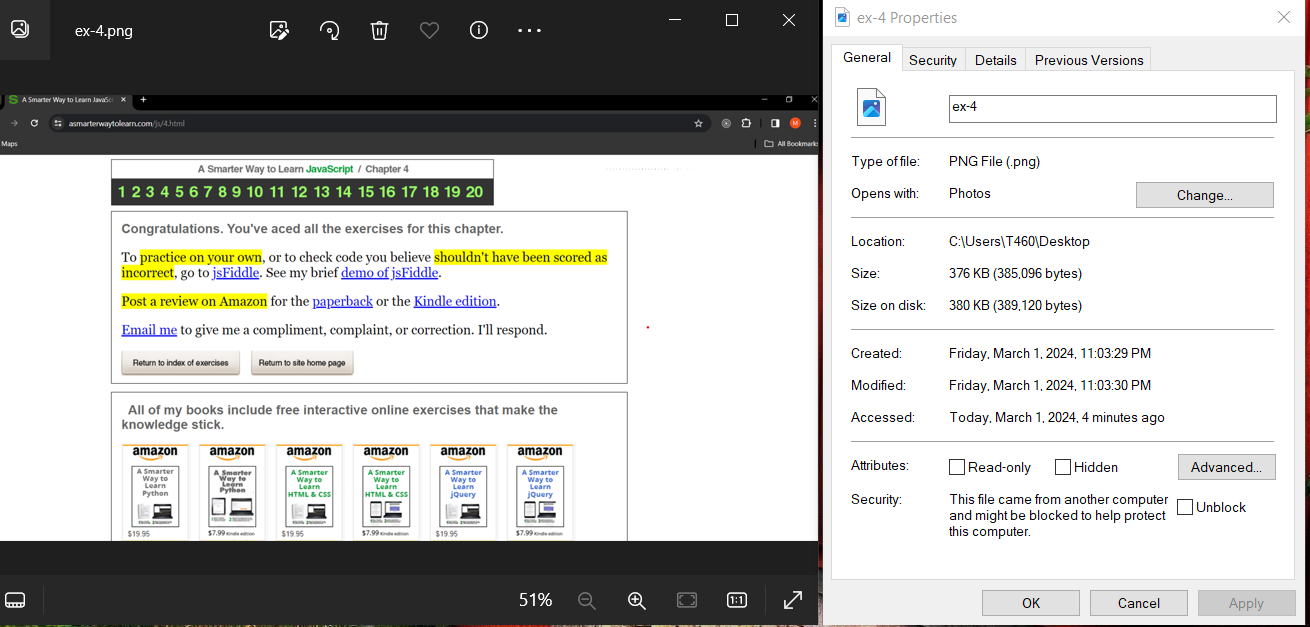 ex-4.png
A Smarter Way to Learn JavaSc
asmarterwaytolearn.com/js/4.html
M
Maps
All Bookmarks
A Smarter Way to Learn JavaScript / Chapter 4
1 2 3 4 5 6 7 8 9 10 11 12 13 14 15 16 17 18 19 20
Congratulations. You've aced all the exercises for this chapter.
To practice on your own, or to check code you believe shouldn't have been scored as
incorrect, go to jsFiddle. See my brief demo of jsFiddle.
Post a review on Amazon for the paperback or the Kindle edition.
Email me to give me a compliment, complaint, or correction. I'll respond.
Return to index of exercises
Return to site home page
All of my books include free interactive online exercises that make the
knowledge stick.
amazon amazon amazon amazon amazon amazon
A Smarter
Way to
Learn
Python
A Smarter
Way to
Learn
Python
A Smarter
Way to
Learn
HTML & CSS
A Smarter
Way to
Learn
HTML & CSS
A Smarter
Way to
Learn
jQuery
A Smarter
Way to
Learn
jQuery
$19.95 $7.99 Kindle edition $19.95 $7.99 Kindle edition $19.95 $7.99 Kindle edition
51%
1:1
ex-4 Properties
General Security Details Previous Versions
ex-4
Type of file: PNG File (.png)
Opens with: Photos Change...
Location: C:\Users\T460\Desktop
Size: 376 KB (385,096 bytes)
Size on disk: 380 KB (389,120 bytes)
Created: Friday, March 1, 2024, 11:03:29 PM
Modified: Friday, March 1, 2024, 11:03:30 PM
Accessed: Today, March 1, 2024, 4 minutes ago
Attributes: Read-only Hidden Advanced...
Security: This file came from another computer
and might be blocked to help protect
this computer.
Unblock
OK Cancel Apply